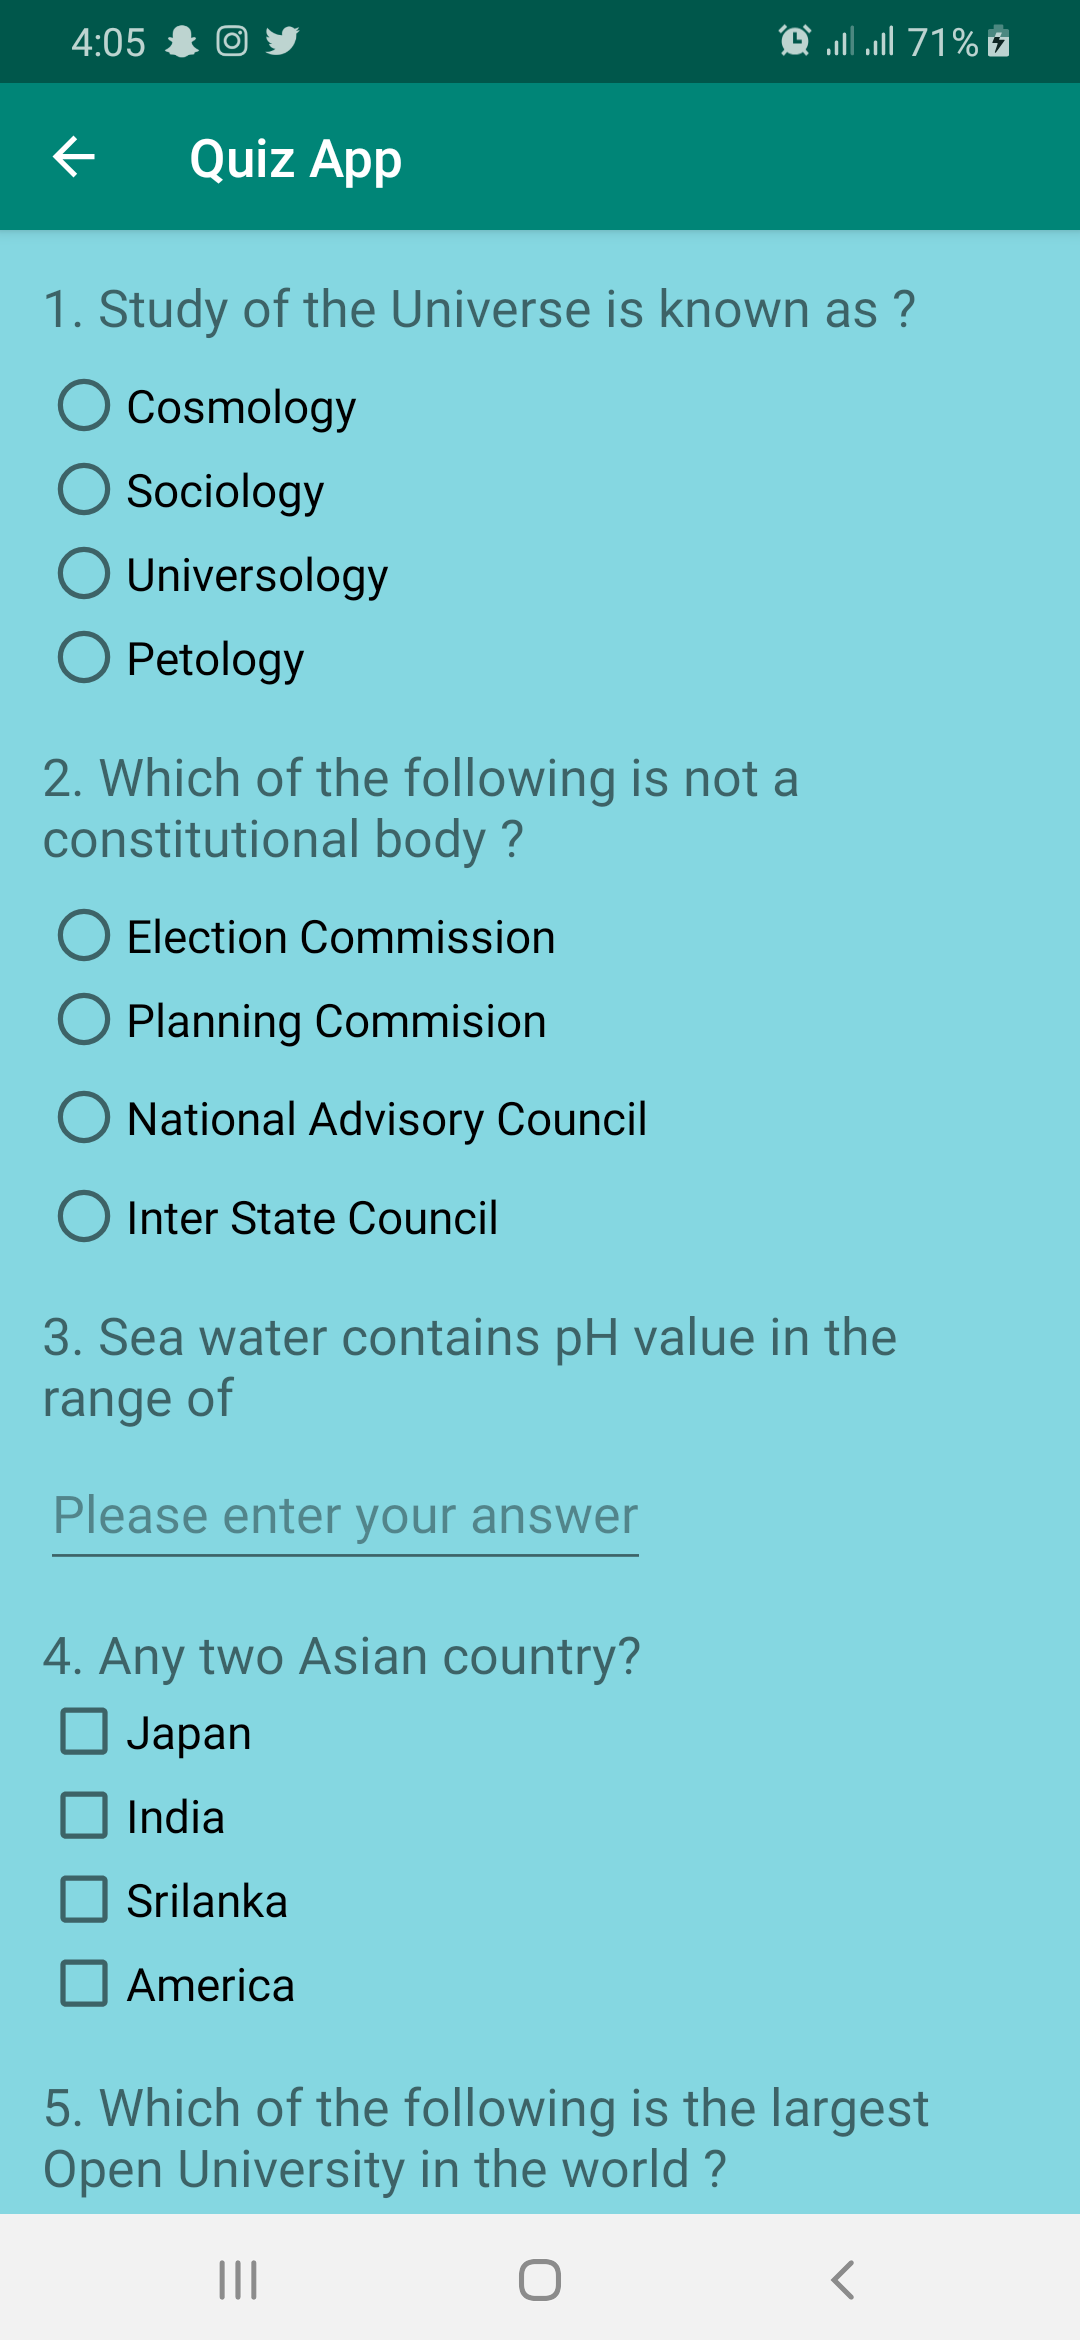 4:05 71%
Quiz App
1. Study of the Universe is known as ?
Cosmology
Sociology
Universology
Petology
2. Which of the following is not a
constitutional body ?
Election Commission
Planning Commision
National Advisory Council
Inter State Council
3. Sea water contains pH value in the
range of
Please enter your answer
4. Any two Asian country?
Japan
India
Srilanka
America
5. Which of the following is the largest
Open University in the world ?